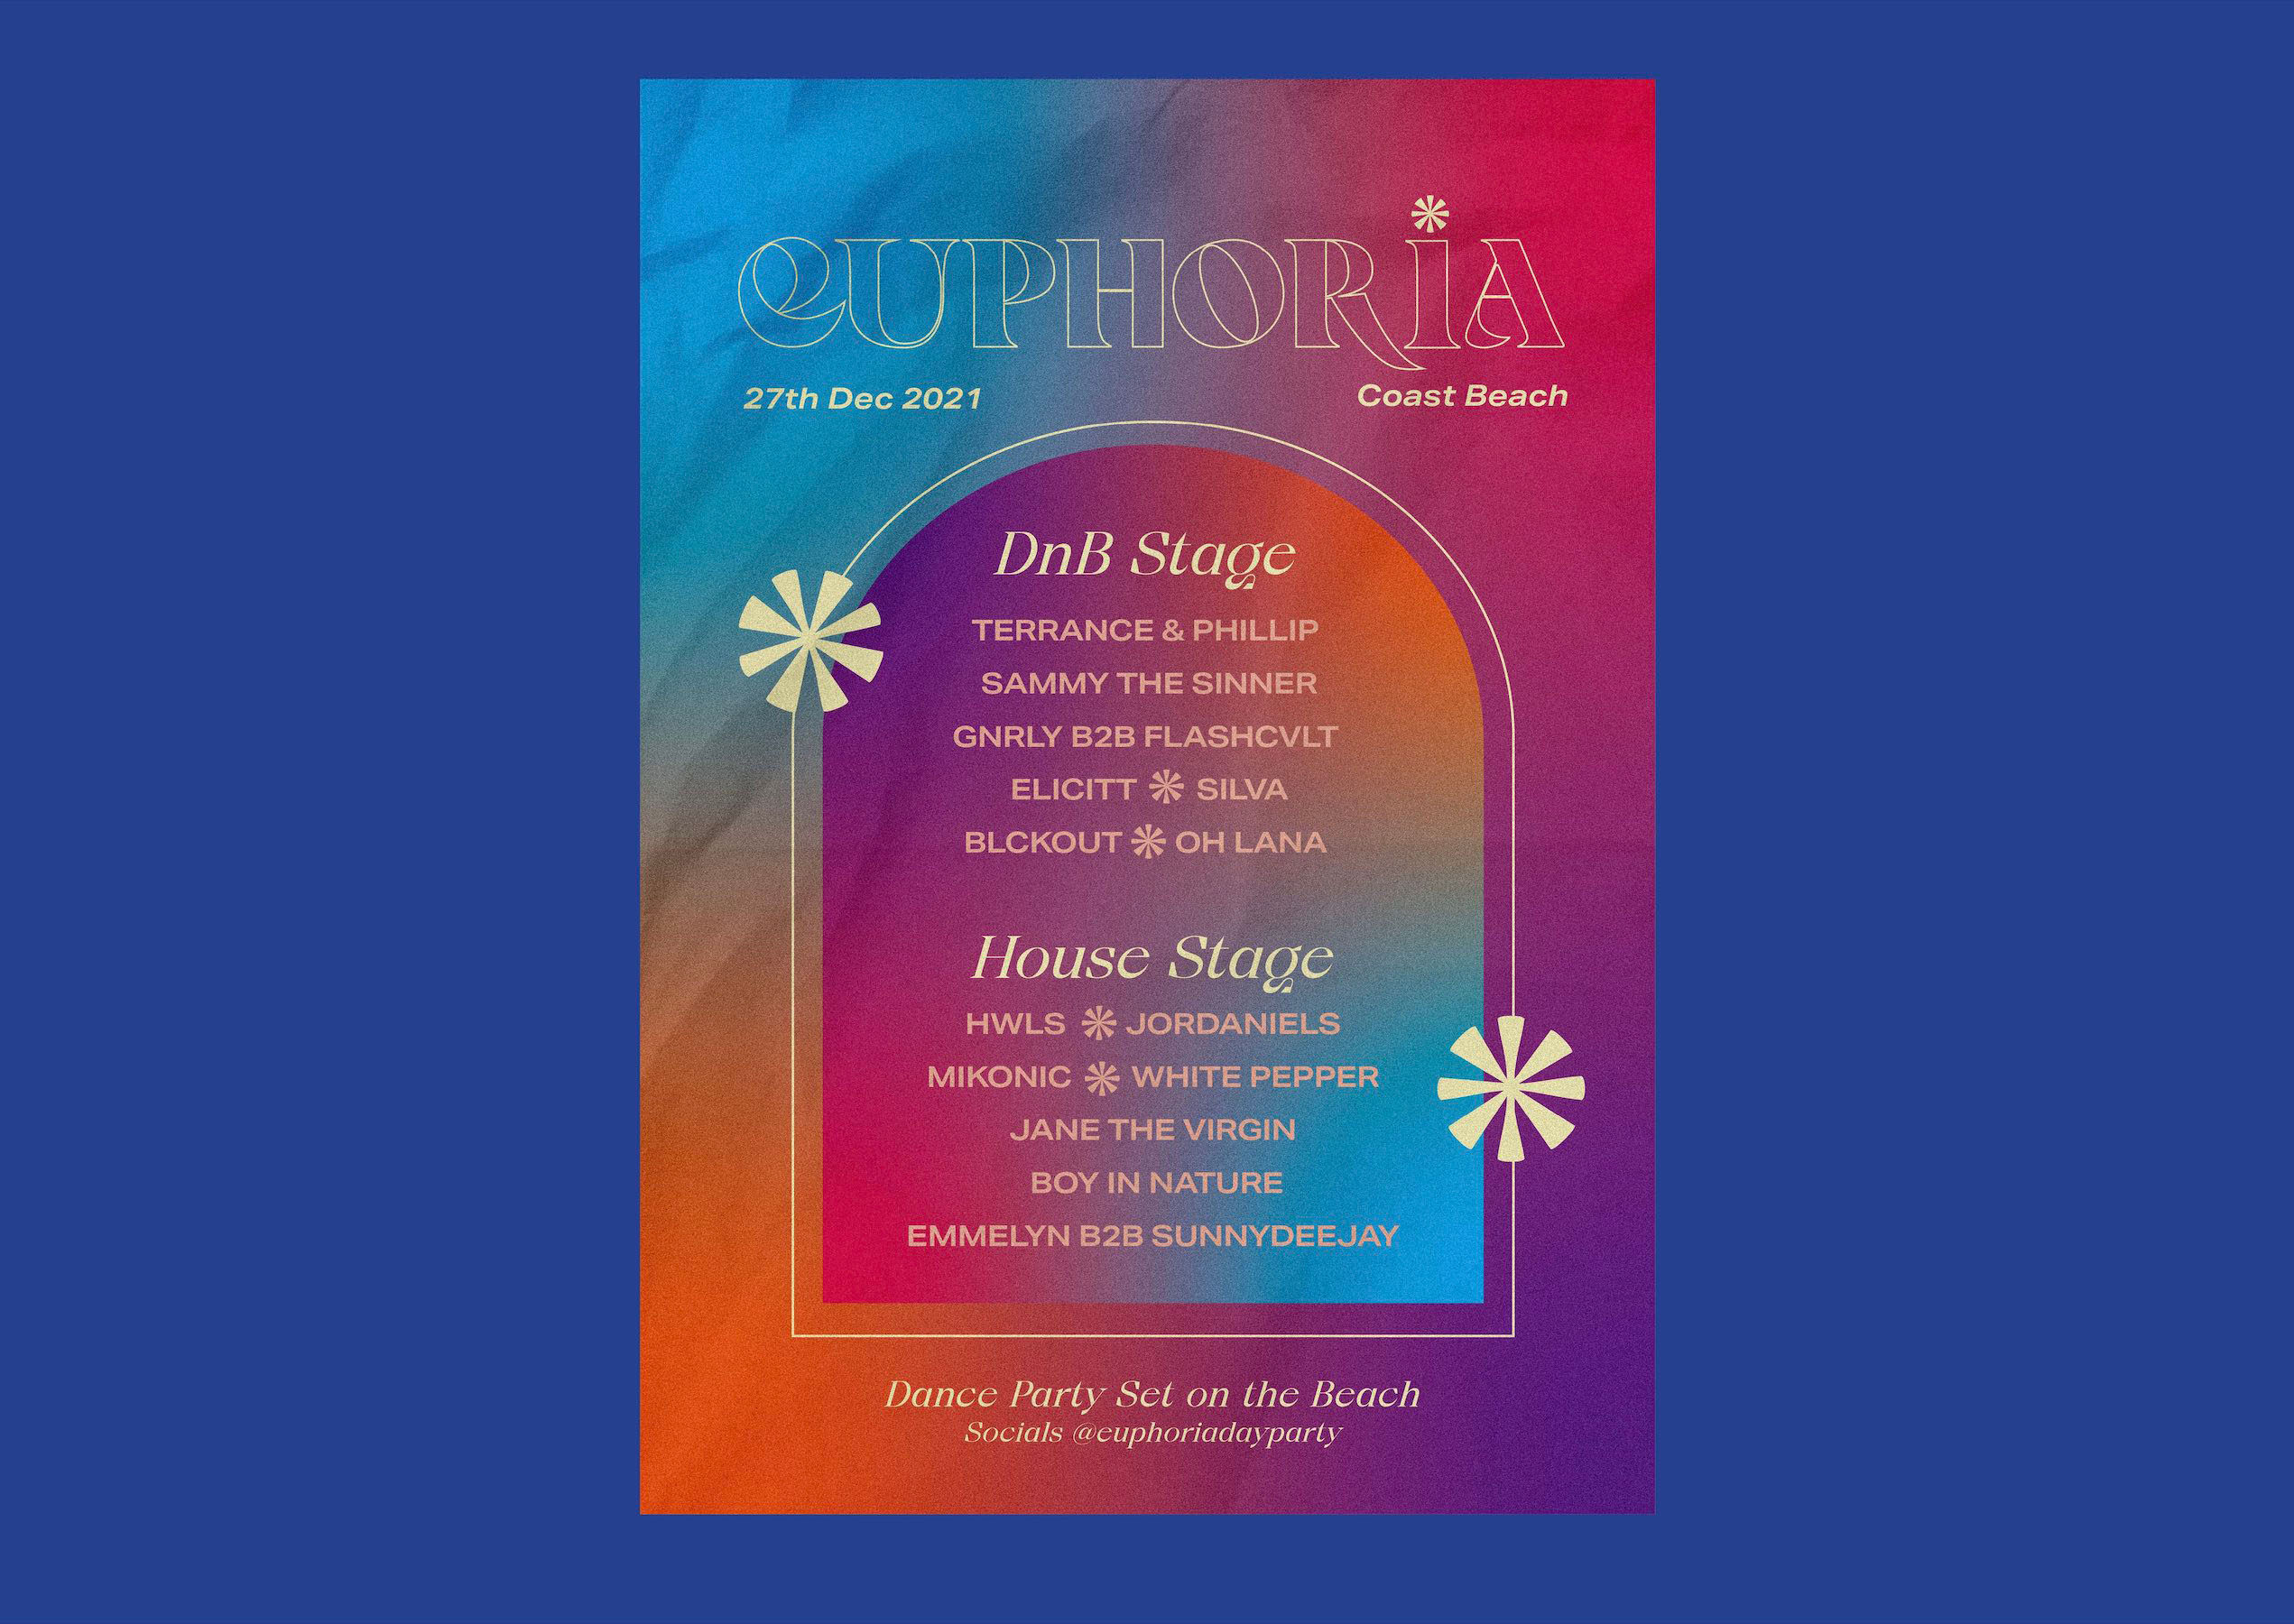 eUPHORiA
27th Dec 2021
Coast Beach
DnB Stage
TERRANCE & PHILLIP
SAMMY THE SINNER
GNRLY B2B FLASHCVLT
ELICITT SILVA
BLCKOUT OH LANA
House Stage
HWLS JORDANIELS
MIKONIC WHITE PEPPER
JANE THE VIRGIN
BOY IN NATURE
EMMELYN B2B SUNNYDEEJAY
Dance Party Set on the Beach
Socials @euphoriadayparty